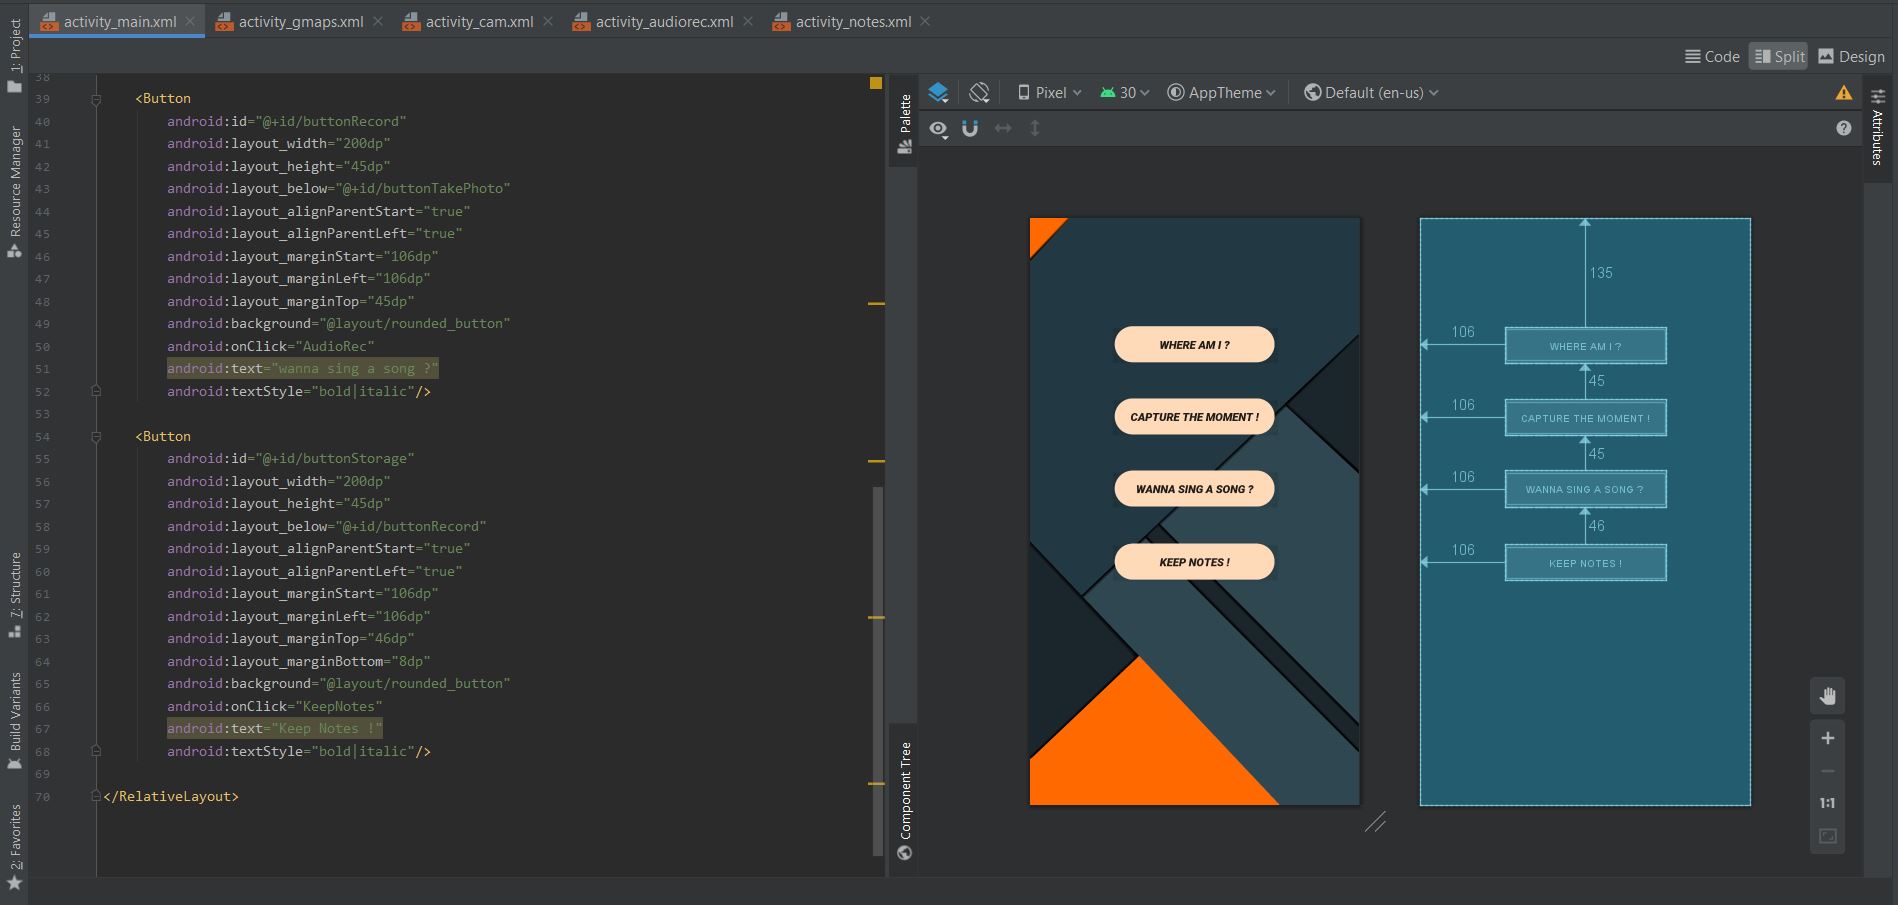 activity_main.xml activity_gmaps.xml activity_cam.xml activity_audiorec.xml activity_notes.xml
Code Split Design
1: Project
Resource Manager
7: Structure
Build Variants
2: Favorites
38
39 <Button
40 android:id="@+id/buttonRecord"
41 android:layout_width="200dp"
42 android:layout_height="45dp"
43 android:layout_below="@+id/buttonTakePhoto"
44 android:layout_alignParentStart="true"
45 android:layout_alignParentLeft="true"
46 android:layout_marginStart="106dp"
47 android:layout_marginLeft="106dp"
48 android:layout_marginTop="45dp"
49 android:background="@layout/rounded_button"
50 android:onClick="AudioRec"
51 android:text="wanna sing a song ?"
52 android:textStyle="bold|italic"/>
53
54 <Button
55 android:id="@+id/buttonStorage"
56 android:layout_width="200dp"
57 android:layout_height="45dp"
58 android:layout_below="@+id/buttonRecord"
59 android:layout_alignParentStart="true"
60 android:layout_alignParentLeft="true"
61 android:layout_marginStart="106dp"
62 android:layout_marginLeft="106dp"
63 android:layout_marginTop="46dp"
64 android:layout_marginBottom="8dp"
65 android:background="@layout/rounded_button"
66 android:onClick="KeepNotes"
67 android:text="Keep Notes !"
68 android:textStyle="bold|italic"/>
69
70 </RelativeLayout>
Palette
Component Tree
Pixel 30 AppTheme Default (en-us)
Attributes
WHERE AM I ?
CAPTURE THE MOMENT !
WANNA SING A SONG ?
KEEP NOTES !
135
106 WHERE AM I ?
45
106 CAPTURE THE MOMENT !
45
106 WANNA SING A SONG ?
46
106 KEEP NOTES !
1:1